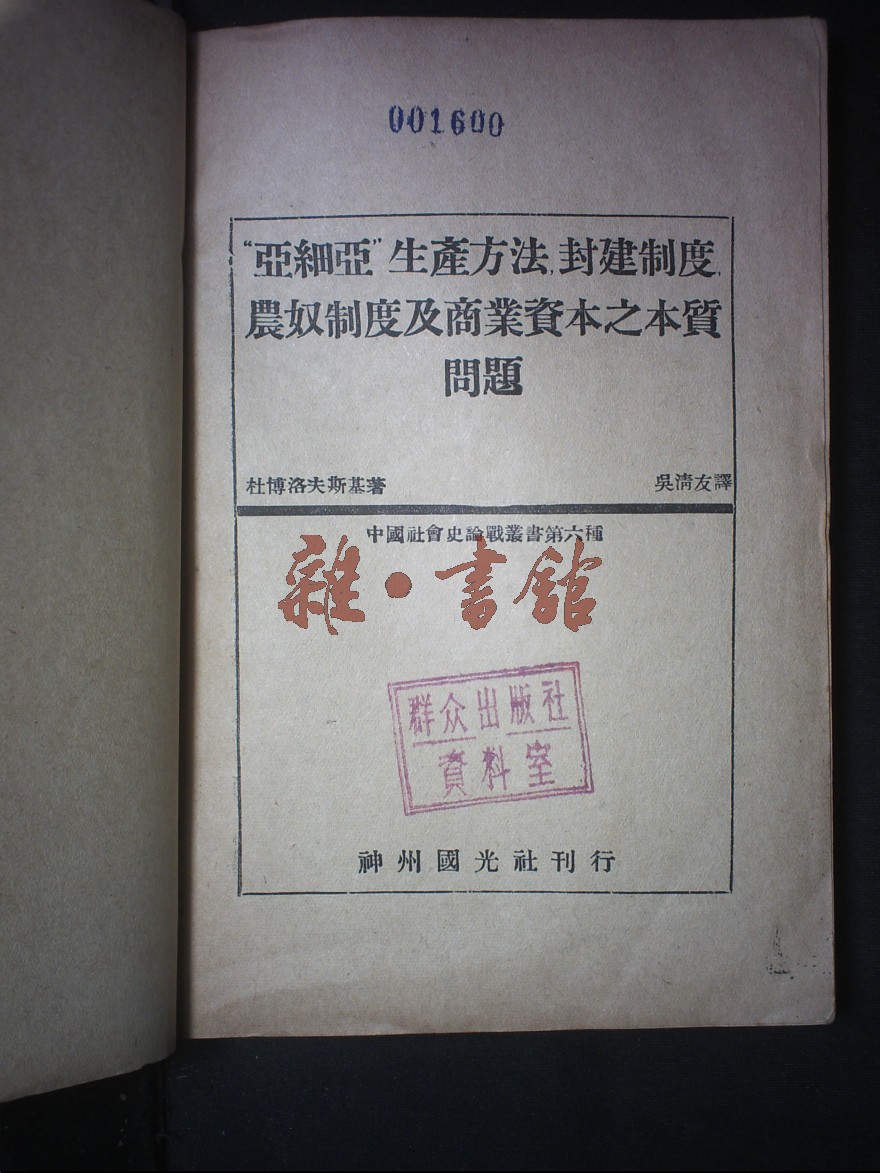 001600
“亞細亞”生產方法，封建制度，
農奴制度及商業資本之本質
問題
杜博洛夫斯基著 吳淸友譯
中國社會史論戰叢書第六種
雜·書館
群众出版社
資料室
神州國光社刊行